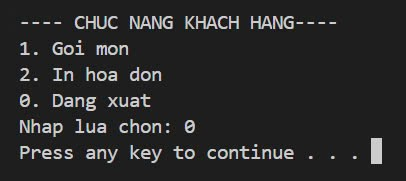 ---- CHUC NANG KHACH HANG----
1. Goi mon
2. In hoa don
0. Dang xuat
Nhap lua chon: 0
Press any key to continue . . .